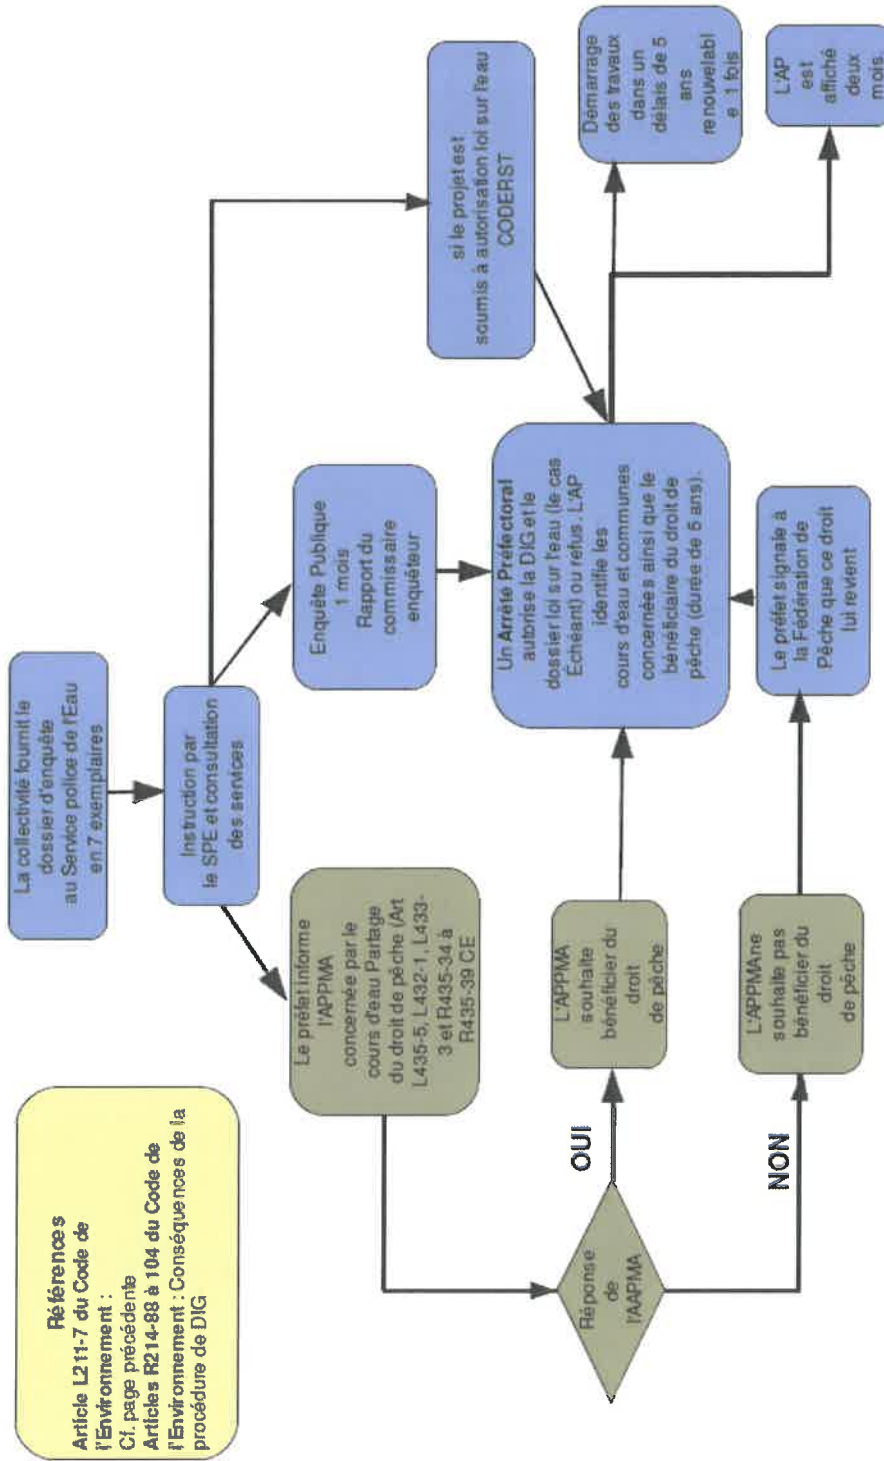 Références
Article L211-7 du Code de
l'Environnement :
Cf. page précédente
Articles R214-88 à 104 du Code de
l'Environnement : Conséquences de la
procédure de DIG
La collectivité fournit le
dossier d'enquête
au Service police de l'Eau
en 7 exemplaires
Instruction par
le SPE et consultation
des services
Le préfet informe
l'APPMA
concernée par le
cours d'eau Partage
du droit de pêche (Art
L435-5, L432-1, L433-
3 et R435-34 à
R435-39 CE
Enquête Publique
1 mois
Rapport du
commissaire
enquêteur
si le projet est
soumis à autorisation loi sur l'eau
CODERST
Réponse
de
l'AAPMA
OUI
L'APPMA
souhaite
bénéficier du
droit
de pêche
NON
L'APPMAne
souhaite pas
bénéficier du
droit
de pêche
Un Arrêté Préfectoral
autorise la DIG et le
dossier loi sur l'eau (le cas
Échéant) ou refus. L'AP
identifie les
cours d'eau et communes
concernées ainsi que le
bénéficiaire du droit de
pêche (durée de 5 ans).
Le préfet signale à
la Fédération de
Pêche que ce droit
lui revient
Démarrage
des travaux
dans un
délais de 5
ans
renouvelabl
e 1 fois
L'AP
est
affiché
deux
mois.